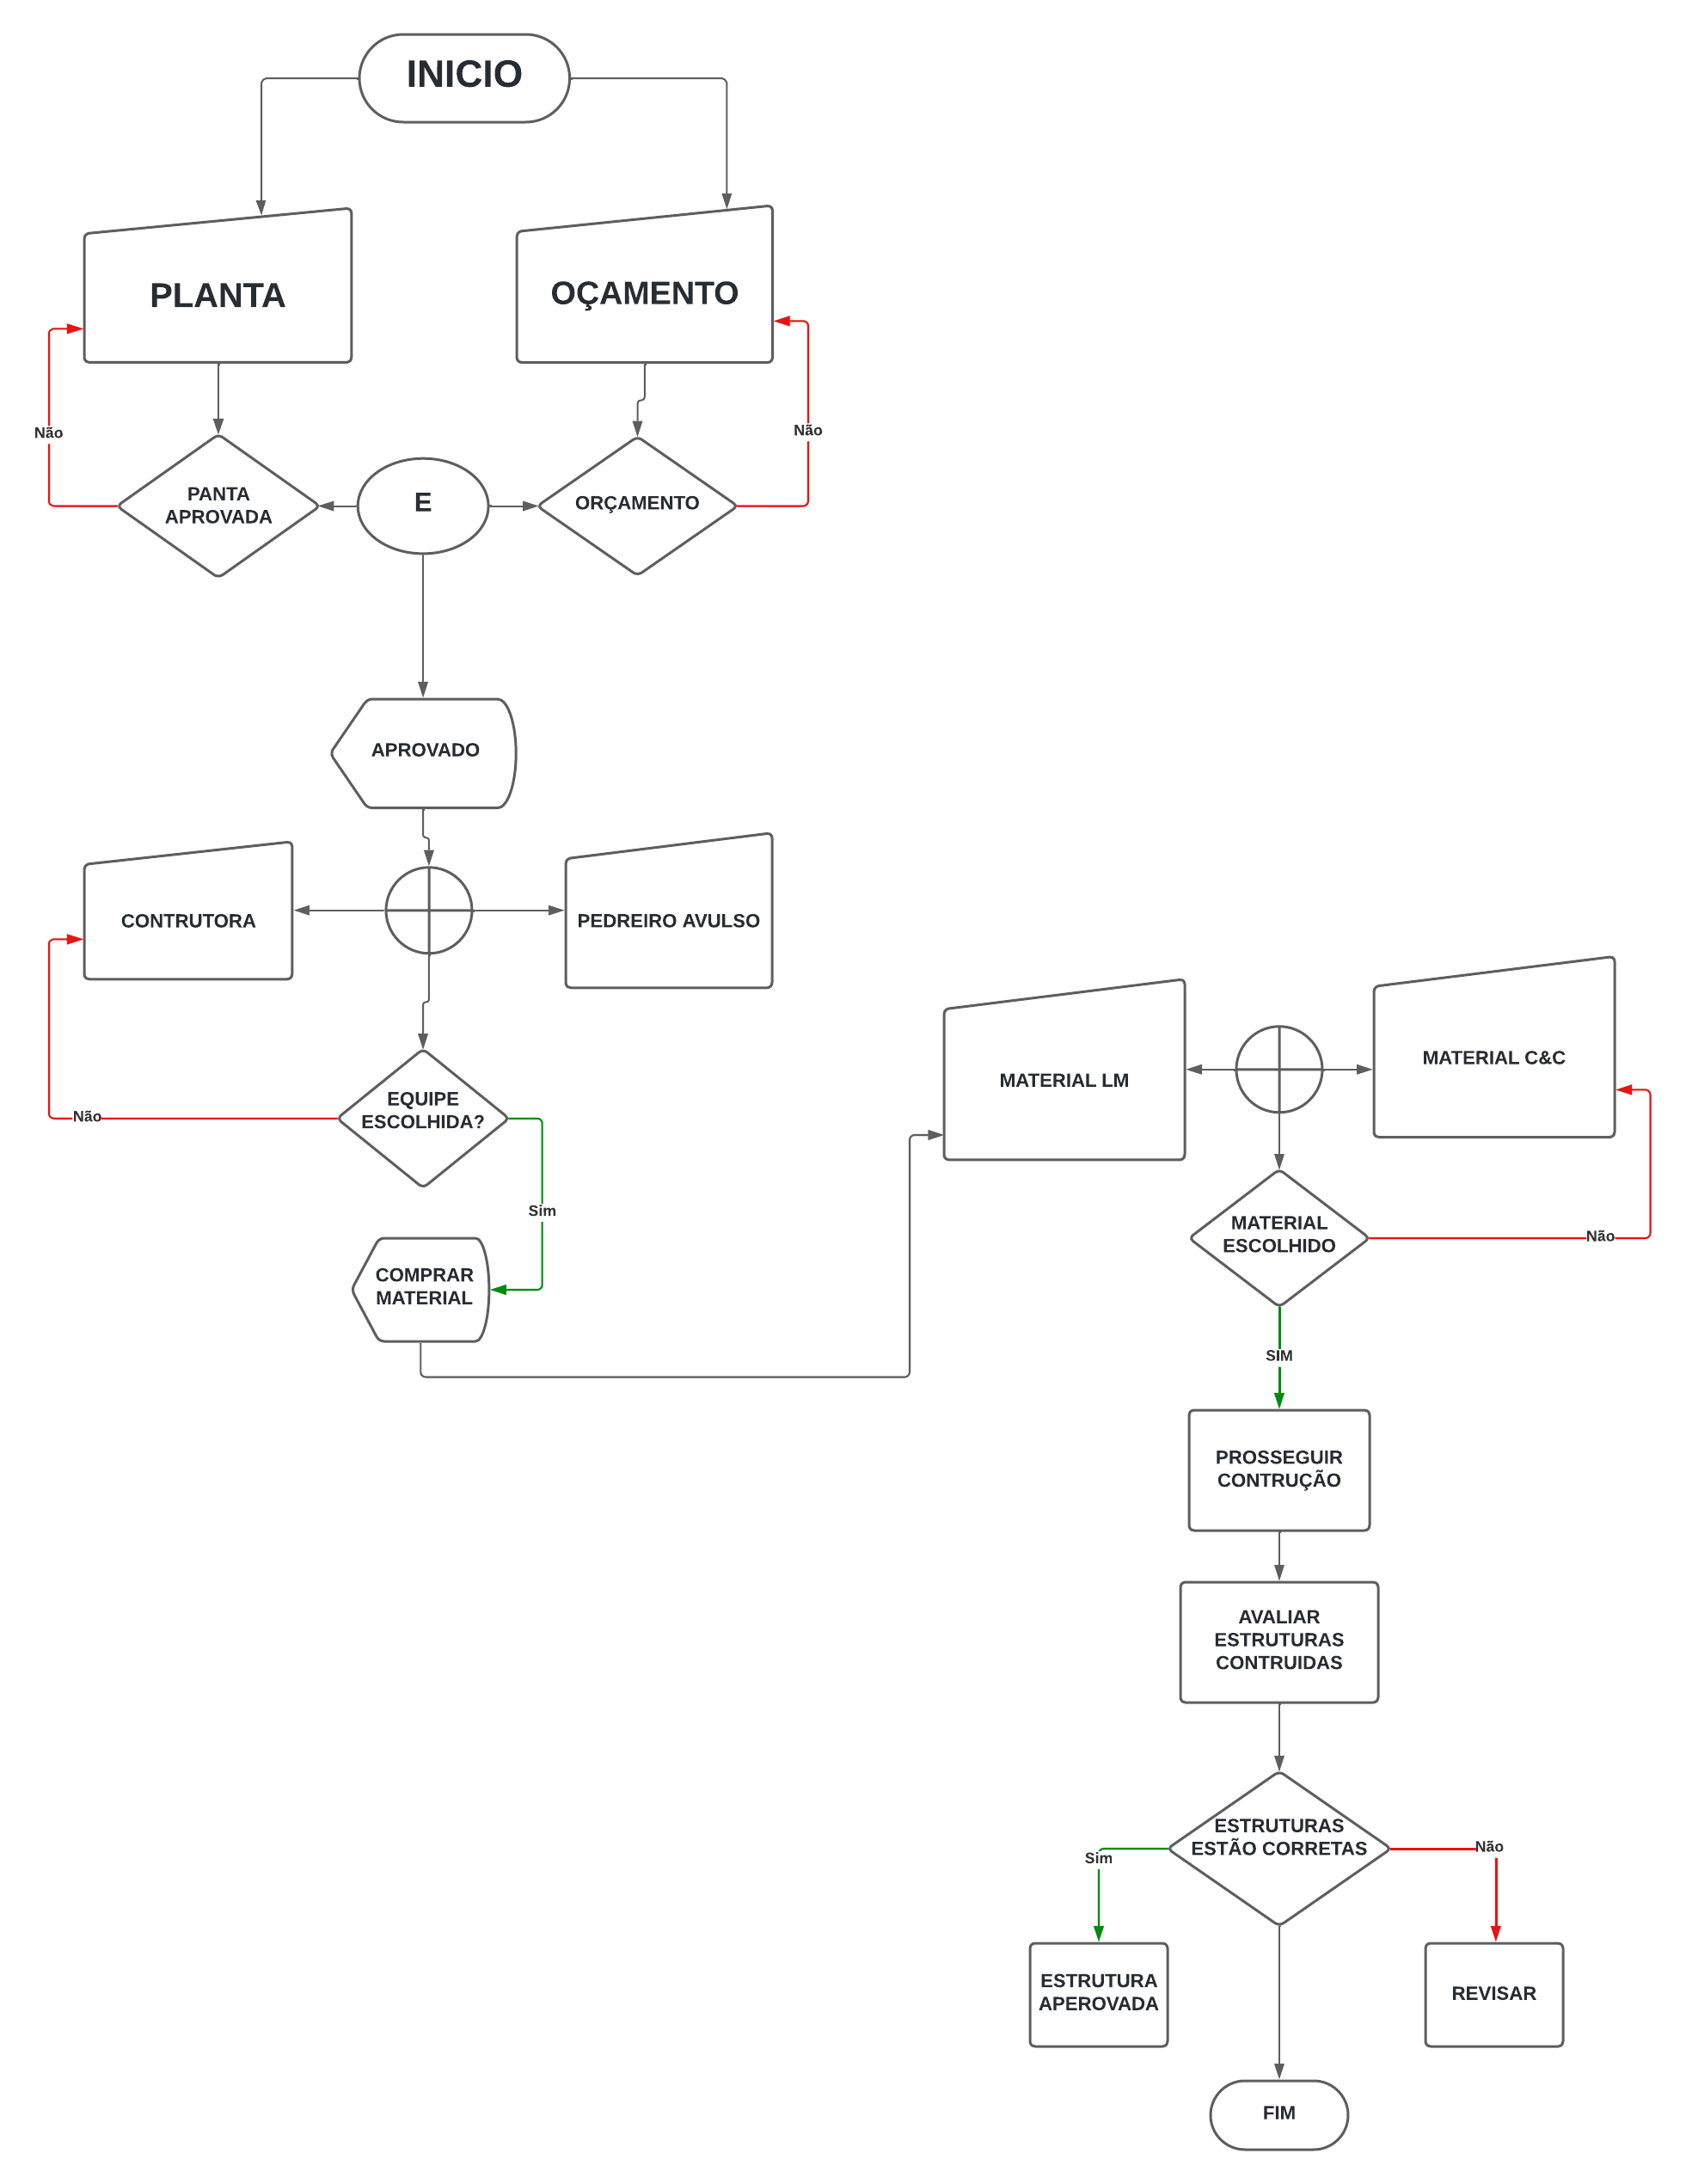 INICIO
PLANTA
OÇAMENTO
Não
Não
PANTA
APROVADA
E
ORÇAMENTO
APROVADO
CONTRUTORA
PEDREIRO AVULSO
EQUIPE
ESCOLHIDA?
Não
Sim
COMPRAR
MATERIAL
MATERIAL LM
MATERIAL C&C
MATERIAL
ESCOLHIDO
Não
SIM
PROSSEGUIR
CONTRUÇÃO
AVALIAR
ESTRUTURAS
CONTRUIDAS
ESTRUTURAS
ESTÃO CORRETAS
Sim
Não
ESTRUTURA
APEROVADA
REVISAR
FIM